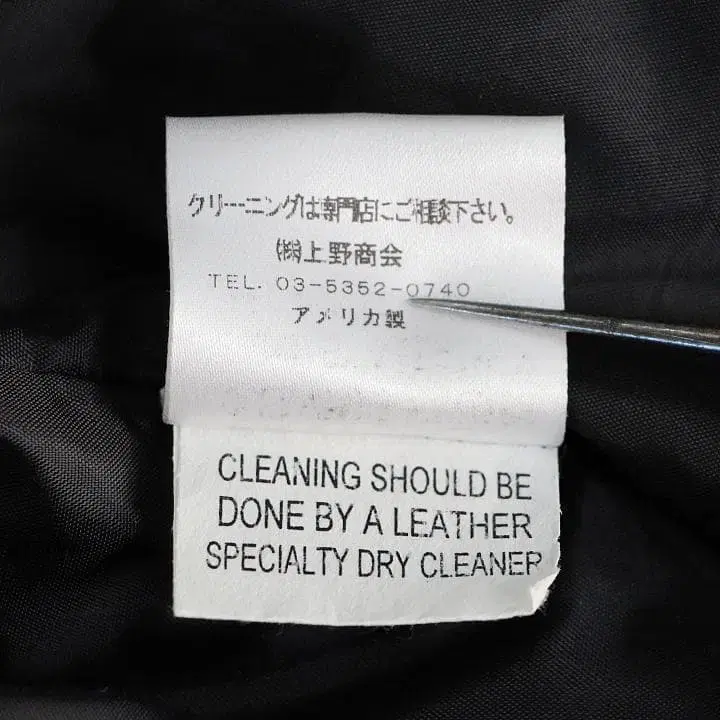 クリーニングは専門店にご相談下さい。
㈱上野商会
TEL. 03-5352-0740
アメリカ製
CLEANING SHOULD BE
DONE BY A LEATHER
SPECIALTY DRY CLEANER